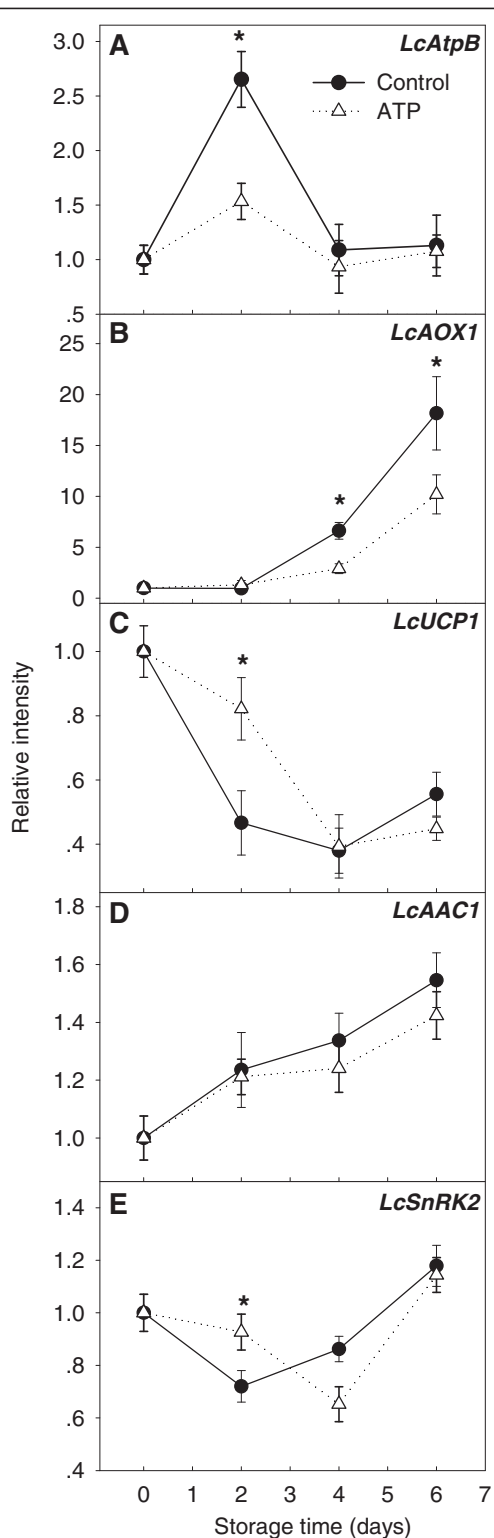 A
LcAtpB
*
Control
ATP
3.0
2.5
2.0
1.5
1.0
.5
B
LcAOX1
*
*
25
20
15
10
5
0
C
LcUCP1
*
1.0
.8
.6
.4
D
LcAAC1
1.8
1.6
1.4
1.2
1.0
E
LcSnRK2
*
1.4
1.2
1.0
.8
.6
.4
0 1 2 3 4 5 6 7
Storage time (days)
Relative intensity